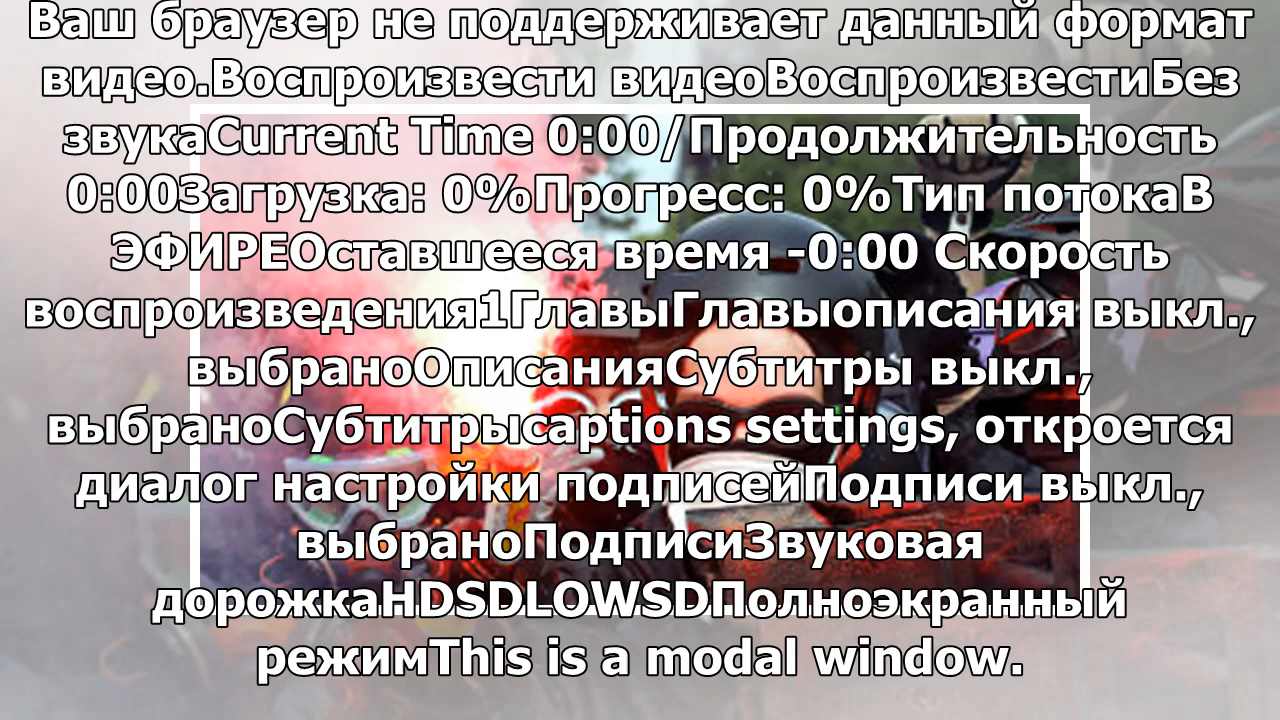 Ваш браузер не поддерживает данный формат
видео.Воспроизвести видеоВоспроизвестиБез
звукаCurrent Time 0:00/Продолжительность
0:00Загрузка: 0%Прогресс: 0%Тип потокаВ
ЭФИРЕОставшееся время -0:00 Скорость
воспроизведения1ГлавыГлавыописания выкл.,
выбраноОписанияСубтитры выкл.,
выбраноСубтитрыcaptions settings, откроется
диалог настройки подписейПодписи выкл.,
выбраноПодписиЗвуковая
дорожкаHDSDLOWSDПолноэкранный
режимThis is a modal window.